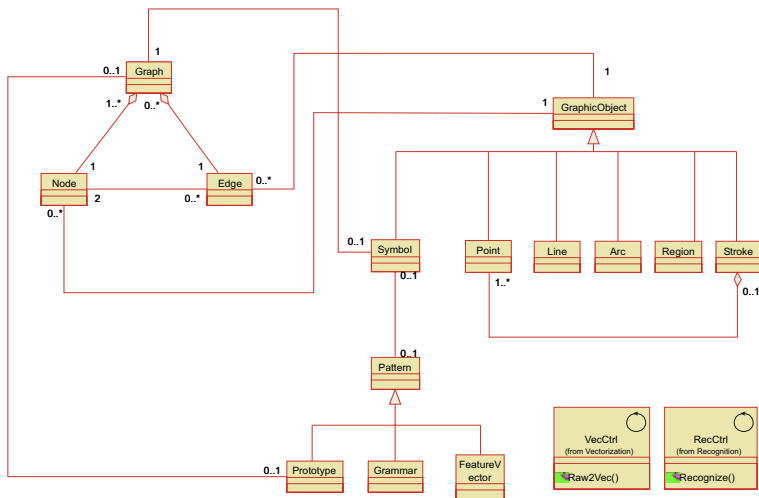 1
0..1
Graph
1..*
0..*
1
GraphicObject
1
1
1
Node
Edge
0..*
2
0..*
0..*
0..1
Symbol
Point
Line
Arc
Region
Stroke
0..1
1..*
0..1
0..1
Pattern
0..1
Prototype
Grammar
FeatureV
ector
VecCtrl
(from Vectorization)
Raw2Vec()
RecCtrl
(from Recognition)
Recognize()